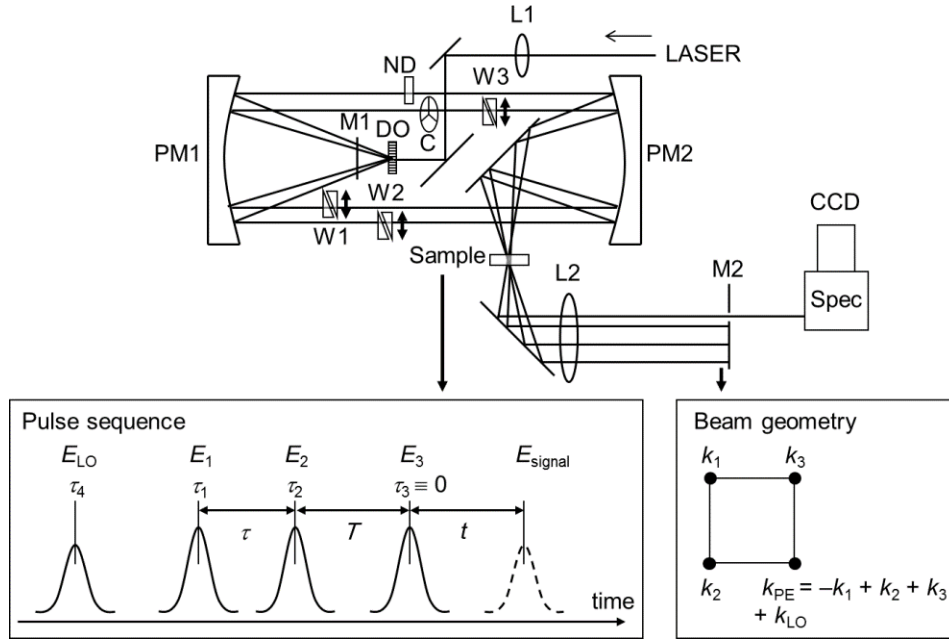 L1
LASER
ND
W3
M1
DO
C
PM1
PM2
W2
W1
CCD
Sample
L2
M2
Spec
Pulse sequence
E_LO E_1 E_2 E_3 E_signal
τ_4 τ_1 τ_2 τ_3 ≡ 0
τ T t
time
Beam geometry
k_1 k_3
k_2 k_PE = –k_1 + k_2 + k_3
+ k_LO